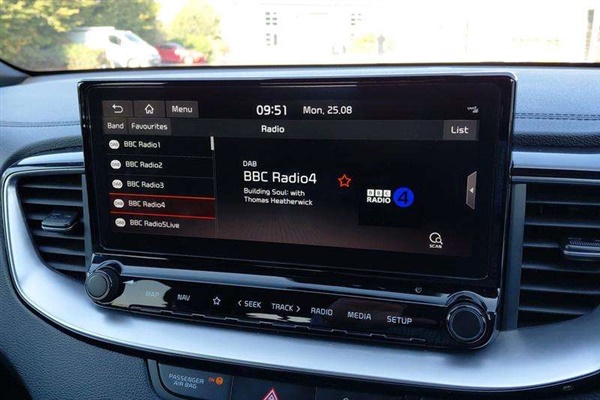 Menu
09:51
Mon, 25.08
Band
Favourites
Radio
List
BBC Radio1
BBC Radio2
BBC Radio3
BBC Radio4
BBC Radio5Live
DAB
BBC Radio4
Building Soul: with
Thomas Heatherwick
BBC
RADIO
4
SCAN
MAP
NAV
SEEK
TRACK
RADIO
MEDIA
SETUP
PASSENGER
AIR BAG
ON